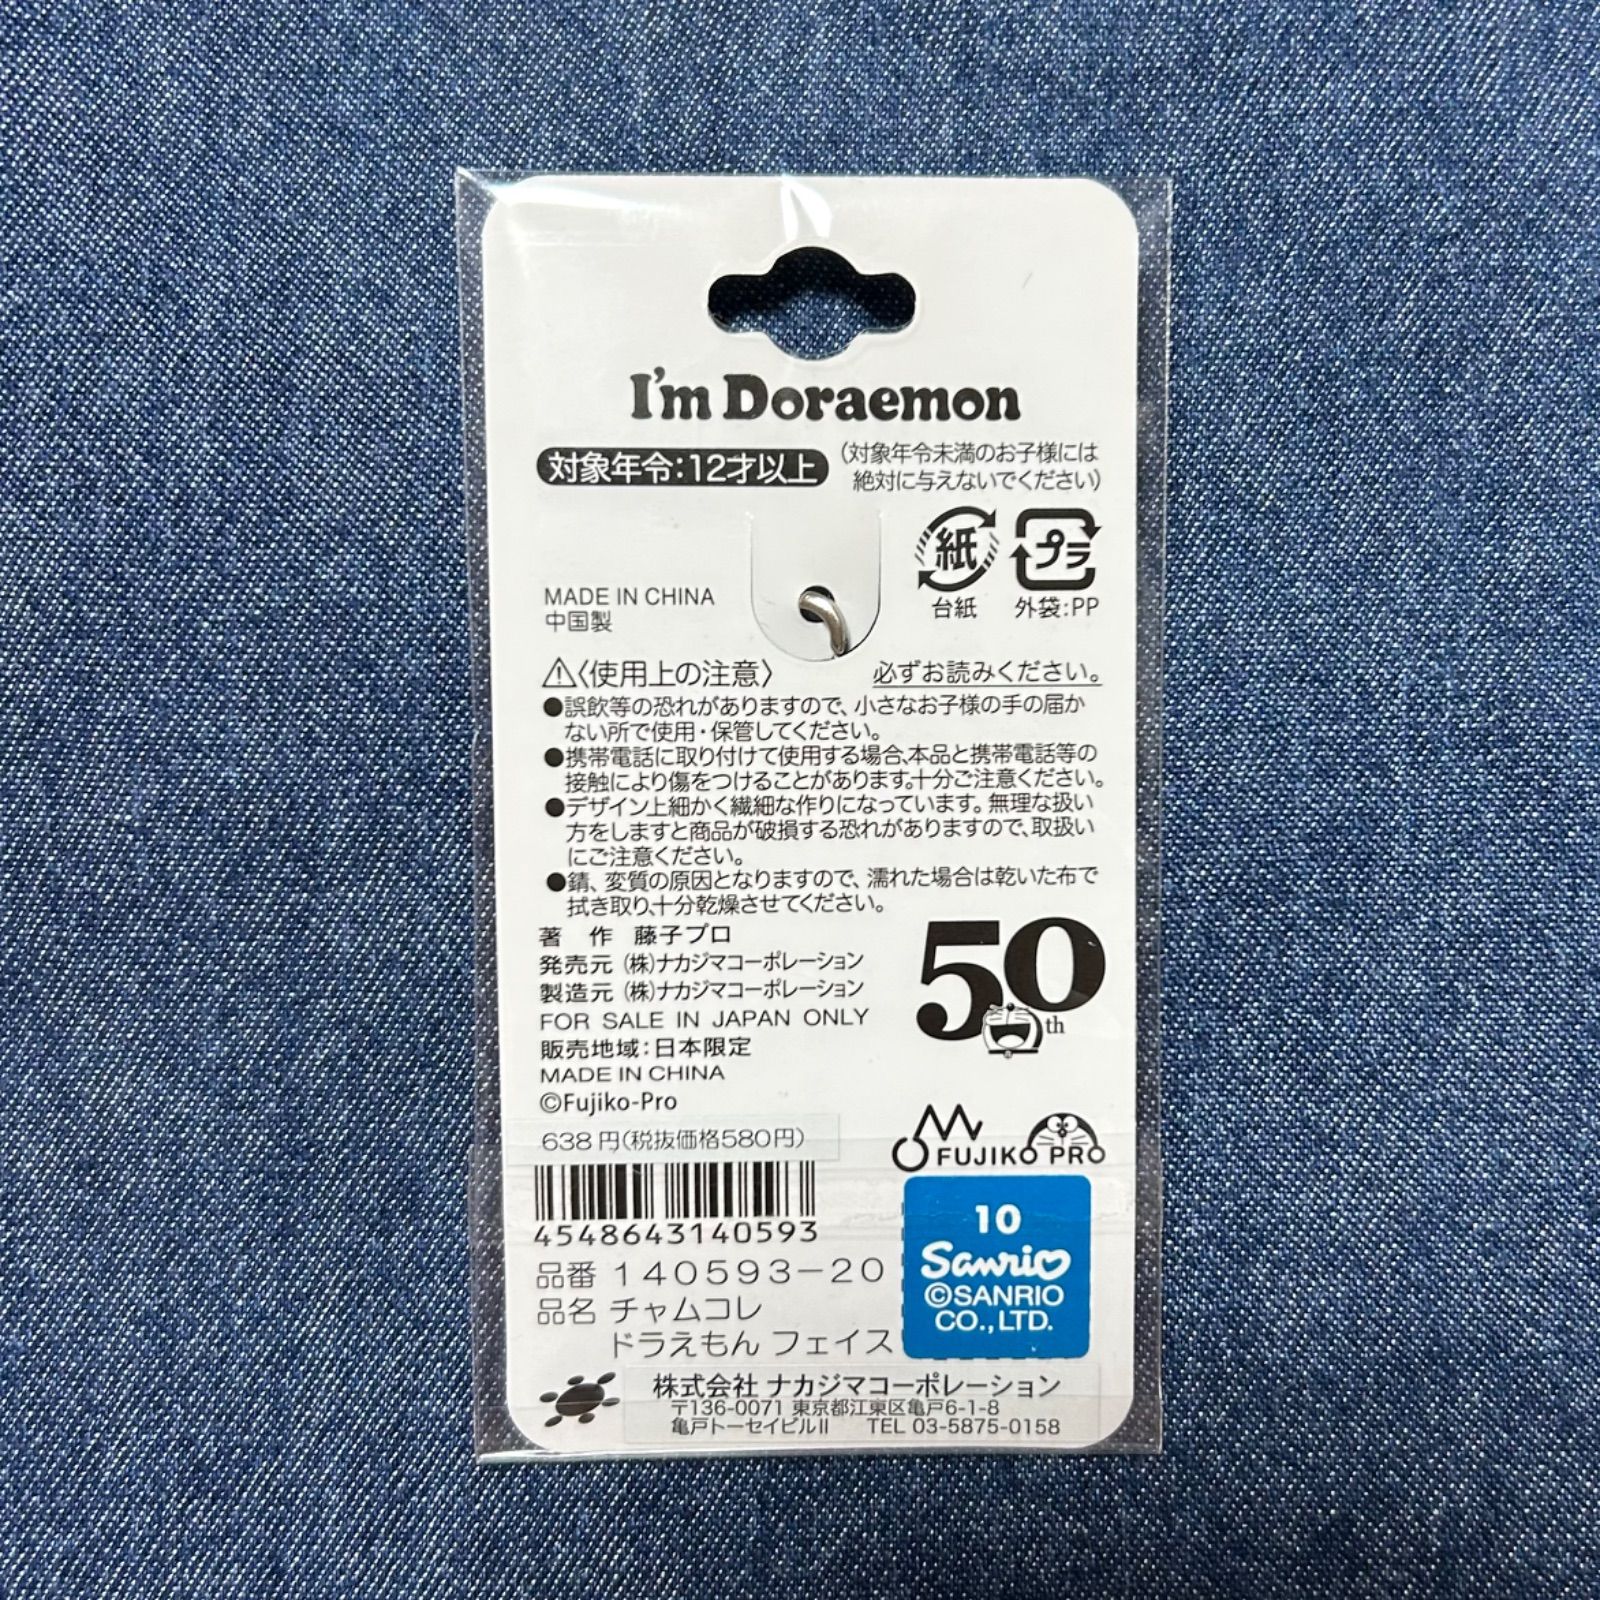 I'm Doraemon
対象年令:12才以上
(対象年令未満のお子様には
絶対に与えないでください)
紙
プラ
台紙
外袋:PP
MADE IN CHINA
中国製
⚠〈使用上の注意〉
必ずお読みください。
●誤飲等の恐れがありますので、小さなお子様の手の届か
ない所で使用・保管してください。
●携帯電話に取り付けて使用する場合、本品と携帯電話等の
接触により傷をつけることがあります。十分ご注意ください。
●デザイン上細かく繊細な作りになっています。無理な扱い
方をしますと商品が破損する恐れがありますので、取扱い
にご注意ください。
●錆、変質の原因となりますので、濡れた場合は乾いた布で
拭き取り、十分乾燥させてください。
著 作 藤子プロ
発売元 (株)ナカジマコーポレーション
製造元 (株)ナカジマコーポレーション
FOR SALE IN JAPAN ONLY
販売地域:日本限定
MADE IN CHINA
©Fujiko-Pro
50th
638円(税抜価格580円)
FUJIKO PRO
4548643140593
品番 140593-20
品名 チャムコレ
ドラえもん フェイス
10
Sanrio
©SANRIO
CO.,LTD.
株式会社 ナカジマコーポレーション
〒136-0071 東京都江東区亀戸6-1-8
亀戸トーセイビルⅡ TEL 03-5875-0158